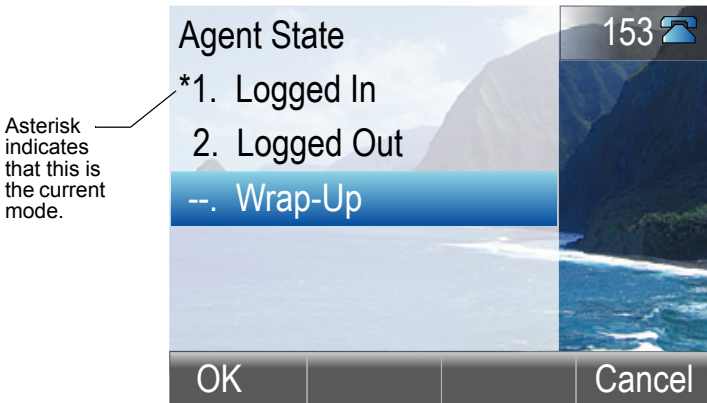 Agent State
153
*1. Logged In
2. Logged Out
--. Wrap-Up
OK
Cancel
Asterisk
indicates
that this is
the current
mode.